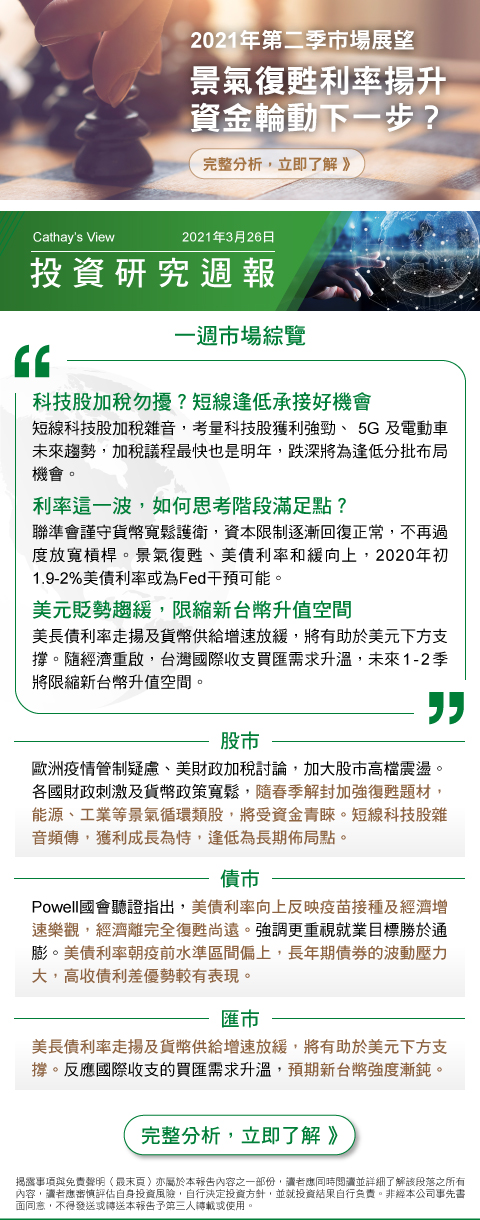 2021年第二季市場展望
景氣復甦利率揚升
資金輪動下一步？
完整分析，立即了解 》
Cathay's View 2021年3月26日
投資研究週報
一週市場綜覽
科技股加稅勿擾？短線逢低承接好機會
短線科技股加稅雜音，考量科技股獲利強勁、 5G 及電動車
未來趨勢，加稅議程最快也是明年，跌深將為逢低分批布局
機會。
利率這一波，如何思考階段滿足點？
聯準會謹守貨幣寬鬆護衛，資本限制逐漸回復正常，不再過
度放寬槓桿。景氣復甦、美債利率和緩向上，2020年初
1.9-2%美債利率或為Fed干預可能。
美元貶勢趨緩，限縮新台幣升值空間
美長債利率走揚及貨幣供給增速放緩，將有助於美元下方支
撐。隨經濟重啟，台灣國際收支買匯需求升溫，未來1-2季
將限縮新台幣升值空間。
股市
歐洲疫情管制疑慮、美財政加稅討論，加大股市高檔震盪。
各國財政刺激及貨幣政策寬鬆，隨春季解封加強復甦題材，
能源、工業等景氣循環類股，將受資金青睞。短線科技股雜
音頻傳，獲利成長為恃，逢低為長期佈局點。
債市
Powell國會聽證指出，美債利率向上反映疫苗接種及經濟增
速樂觀，經濟離完全復甦尚遠。強調更重視就業目標勝於通
膨。美債利率朝疫前水準區間偏上，長年期債券的波動壓力
大，高收債利差優勢較有表現。
匯市
美長債利率走揚及貨幣供給增速放緩，將有助於美元下方支
撐。反應國際收支的買匯需求升溫，預期新台幣強度漸鈍。
完整分析，立即了解 》
揭露事項與免責聲明（最末頁）亦屬於本報告內容之一部份，讀者應同時閱讀並詳細了解該段落之所有
內容，讀者應審慎評估自身投資風險，自行決定投資方針，並就投資結果自行負責。非經本公司事先書
面同意，不得發送或轉送本報告予第三人轉載或使用。